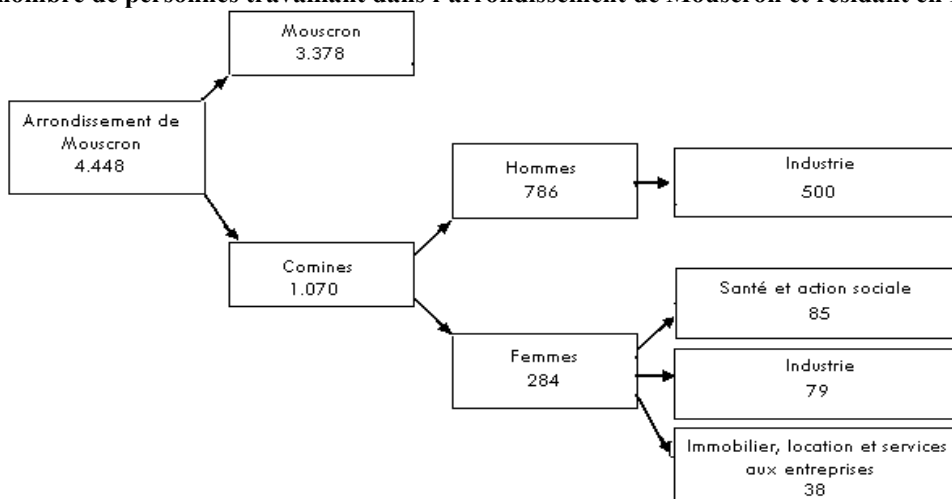 nombre de personnes travaillant dans l'arrondissement de Mouscron et résidant en
Mouscron
3.378
Arrondissement de
Mouscron
4.448
Hommes
786
Industrie
500
Comines
1.070
Santé et action sociale
85
Femmes
284
Industrie
79
Immobilier, location et services
aux entreprises
38